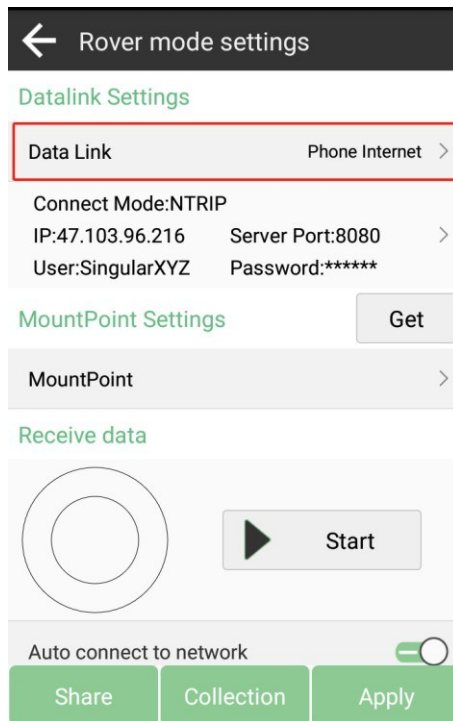 Rover mode settings
Datalink Settings
Data Link Phone Internet
Connect Mode:NTRIP
IP:47.103.96.216 Server Port:8080
User:SingularXYZ Password:******
MountPoint Settings Get
MountPoint
Receive data
Start
Auto connect to network
Share Collection Apply